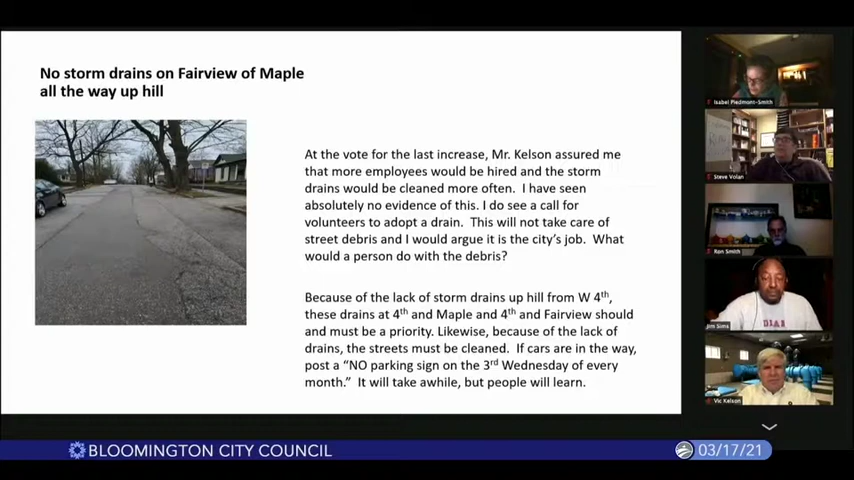 No storm drains on Fairview of Maple
all the way up hill
At the vote for the last increase, Mr. Kelson assured me
that more employees would be hired and the storm
drains would be cleaned more often.  I have seen
absolutely no evidence of this. I do see a call for
volunteers to adopt a drain.  This will not take care of
street debris and I would argue it is the city's job.  What
would a person do with the debris?
Because of the lack of storm drains up hill from W 4th,
these drains at 4th and Maple and 4th and Fairview should
and must be a priority. Likewise, because of the lack of
drains, the streets must be cleaned.  If cars are in the way,
post a "NO parking sign on the 3rd Wednesday of every
month."  It will take awhile, but people will learn.
Isabel Piedmont-Smith
Steve Volan
Ron Smith
Jim Sims
Vic Kelson
BLOOMINGTON CITY COUNCIL
03/17/21